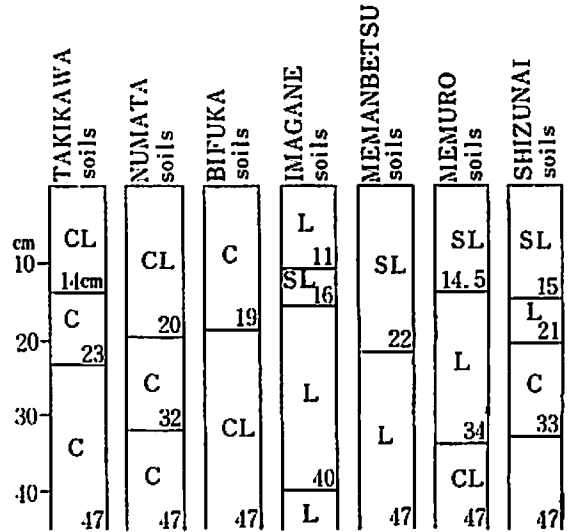 TAKIKAWA soils
NUMATA soils
BIFUKA soils
IMAGANE soils
MEMANBETSU soils
MEMURO soils
SHIZUNAI soils
cm
10
20
30
40
CL
14cm
C
23
C
47
CL
20
C
32
C
47
C
19
CL
47
L
11
SL
16
L
40
L
SL
22
L
47
SL
14.5
L
34
CL
47
SL
15
L
21
C
33
47